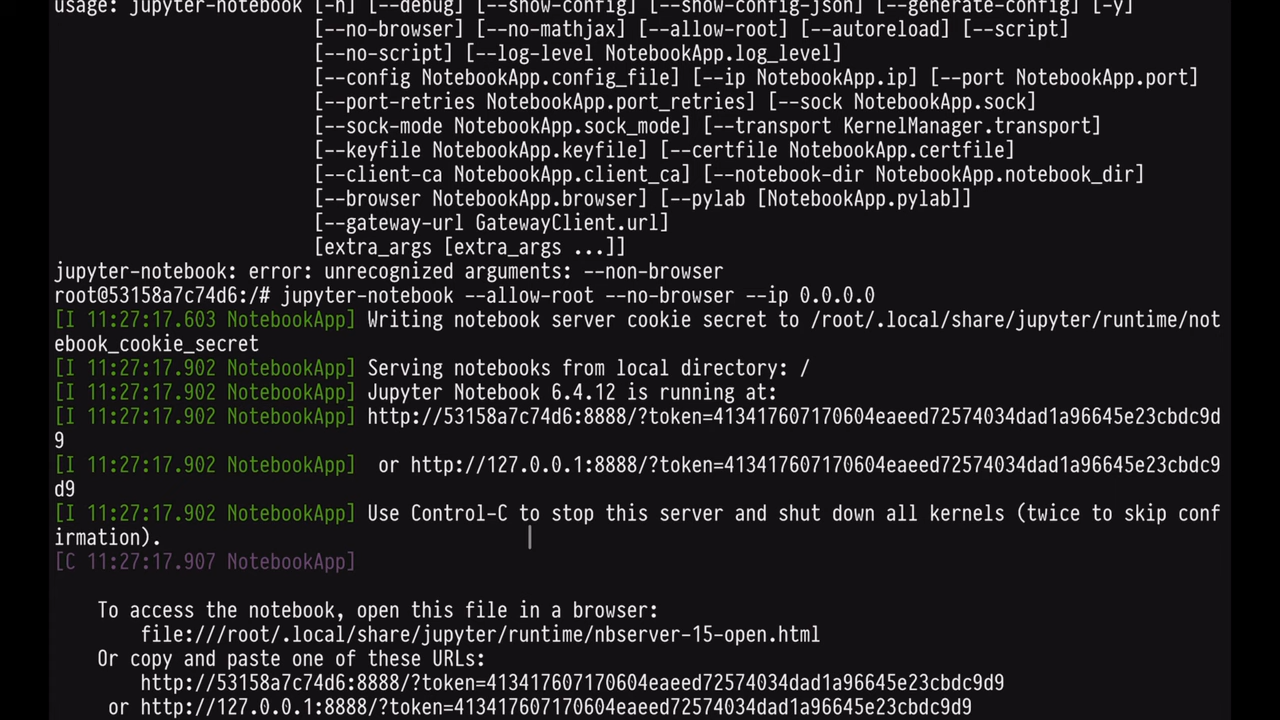 usage: jupyter-notebook [-h] [--debug] [--show-config] [--show-config-json] [--generate-config] [-y]
[--no-browser] [--no-mathjax] [--allow-root] [--autoreload] [--script]
[--no-script] [--log-level NotebookApp.log_level]
[--config NotebookApp.config_file] [--ip NotebookApp.ip] [--port NotebookApp.port]
[--port-retries NotebookApp.port_retries] [--sock NotebookApp.sock]
[--sock-mode NotebookApp.sock_mode] [--transport KernelManager.transport]
[--keyfile NotebookApp.keyfile] [--certfile NotebookApp.certfile]
[--client-ca NotebookApp.client_ca] [--notebook-dir NotebookApp.notebook_dir]
[--browser NotebookApp.browser] [--pylab [NotebookApp.pylab]]
[--gateway-url GatewayClient.url]
[extra_args [extra_args ...]]
jupyter-notebook: error: unrecognized arguments: --non-browser
root@53158a7c74d6:/# jupyter-notebook --allow-root --no-browser --ip 0.0.0.0
[I 11:27:17.603 NotebookApp] Writing notebook server cookie secret to /root/.local/share/jupyter/runtime/not
ebook_cookie_secret
[I 11:27:17.902 NotebookApp] Serving notebooks from local directory: /
[I 11:27:17.902 NotebookApp] Jupyter Notebook 6.4.12 is running at:
[I 11:27:17.902 NotebookApp] http://53158a7c74d6:8888/?token=413417607170604eaeed72574034dad1a96645e23cbdc9d
9
[I 11:27:17.902 NotebookApp]  or http://127.0.0.1:8888/?token=413417607170604eaeed72574034dad1a96645e23cbdc9
d9
[I 11:27:17.902 NotebookApp] Use Control-C to stop this server and shut down all kernels (twice to skip conf
irmation).
[C 11:27:17.907 NotebookApp]
To access the notebook, open this file in a browser:
file:///root/.local/share/jupyter/runtime/nbserver-15-open.html
Or copy and paste one of these URLs:
http://53158a7c74d6:8888/?token=413417607170604eaeed72574034dad1a96645e23cbdc9d9
or http://127.0.0.1:8888/?token=413417607170604eaeed72574034dad1a96645e23cbdc9d9